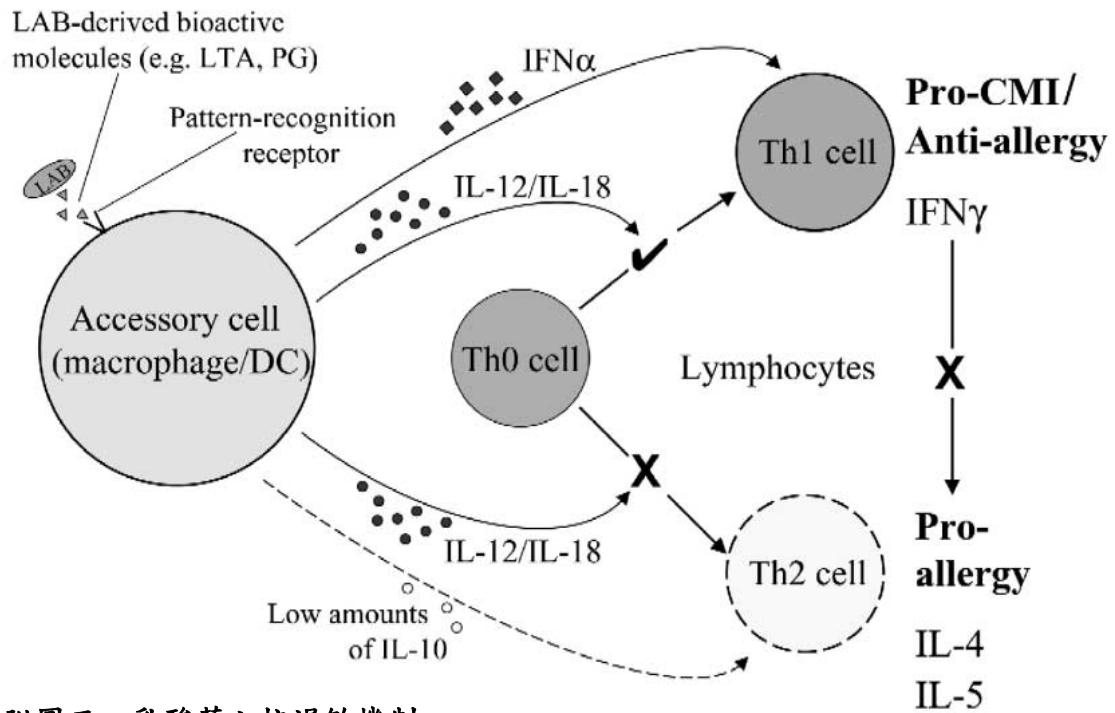 LAB-derived bioactive
molecules (e.g. LTA, PG)
Pattern-recognition
receptor
LAB
IFNα
IL-12/IL-18
Th1 cell
Pro-CMI/
Anti-allergy
IFNγ
Accessory cell
(macrophage/DC)
Th0 cell
Lymphocytes
X
X
IL-12/IL-18
Low amounts
of IL-10
Th2 cell
Pro-
allergy
IL-4
IL-5